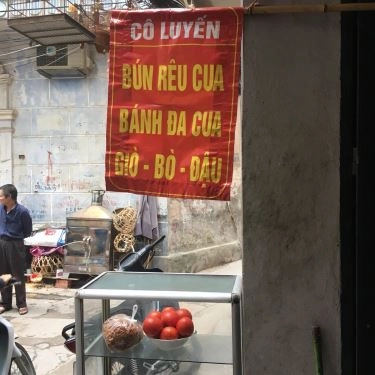 CÔ LUYẾN
BÚN RÊU CUA
BÁNH ĐA CUA
GIÒ - BÒ - ĐẬU